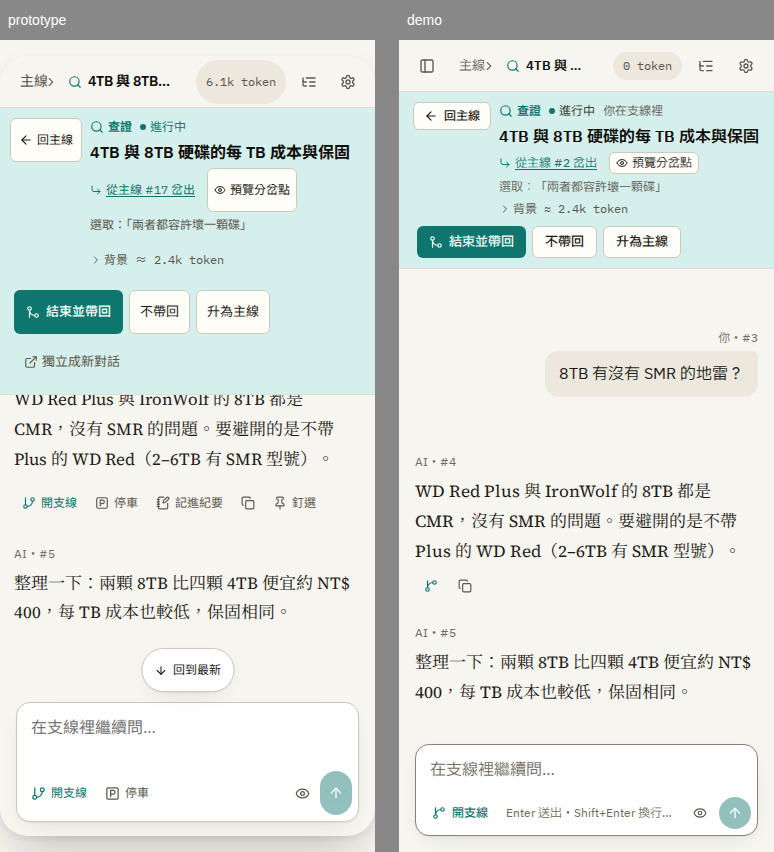 prototype
主線
4TB 與 8TB...
6.1k token
回主線
查證
進行中
4TB 與 8TB 硬碟的每 TB 成本與保固
從主線 #17 岔出
預覽分岔點
選取：「兩者都容許壞一顆碟」
背景 ≈ 2.4k token
結束並帶回
不帶回
升為主線
獨立成新對話
WD Red Plus 與 IronWolf 的 8TB 都是
CMR，沒有 SMR 的問題。要避開的是不帶
Plus 的 WD Red（2–6TB 有 SMR 型號）。
開支線
停車
記進紀要
釘選
AI · #5
整理一下：兩顆 8TB 比四顆 4TB 便宜約 NT$
400，每 TB 成本也較低，保固相同。
回到最新
在支線裡繼續問...
開支線
停車
demo
主線
4TB 與 ...
0 token
回主線
查證
進行中
你在支線裡
4TB 與 8TB 硬碟的每 TB 成本與保固
從主線 #2 岔出
預覽分岔點
選取：「兩者都容許壞一顆碟」
背景 ≈ 2.4k token
結束並帶回
不帶回
升為主線
你 · #3
8TB 有沒有 SMR 的地雷？
AI · #4
WD Red Plus 與 IronWolf 的 8TB 都是
CMR，沒有 SMR 的問題。要避開的是不帶
Plus 的 WD Red（2–6TB 有 SMR 型號）。
AI · #5
整理一下：兩顆 8TB 比四顆 4TB 便宜約 NT$
400，每 TB 成本也較低，保固相同。
在支線裡繼續問...
開支線
Enter 送出 · Shift+Enter 換行...